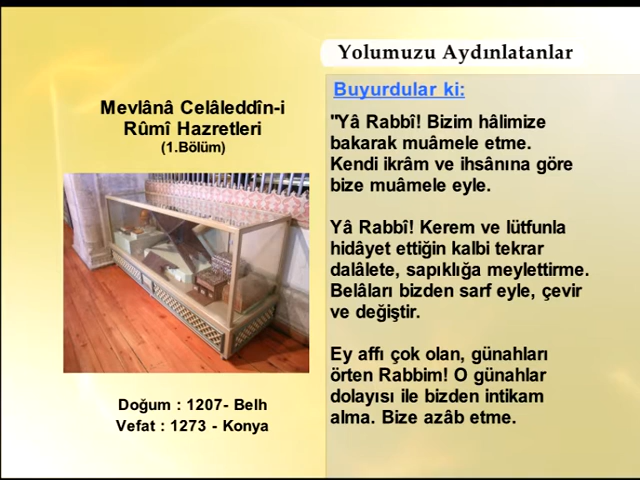 Yolumuzu Aydınlatanlar
Mevlânâ Celâleddîn-i
Rûmî Hazretleri
(1.Bölüm)
Doğum : 1207- Belh
Vefat : 1273 - Konya
Buyurdular ki:
"Yâ Rabbî! Bizim hâlimize
bakarak muâmele etme.
Kendi ikrâm ve ihsânına göre
bize muâmele eyle.
Yâ Rabbî! Kerem ve lütfunla
hidâyet ettiğin kalbi tekrar
dalâlete, sapıklığa meylettirme.
Belâları bizden sarf eyle, çevir
ve değiştir.
Ey affı çok olan, günahları
örten Rabbim! O günahlar
dolayısı ile bizden intikam
alma. Bize azâb etme.